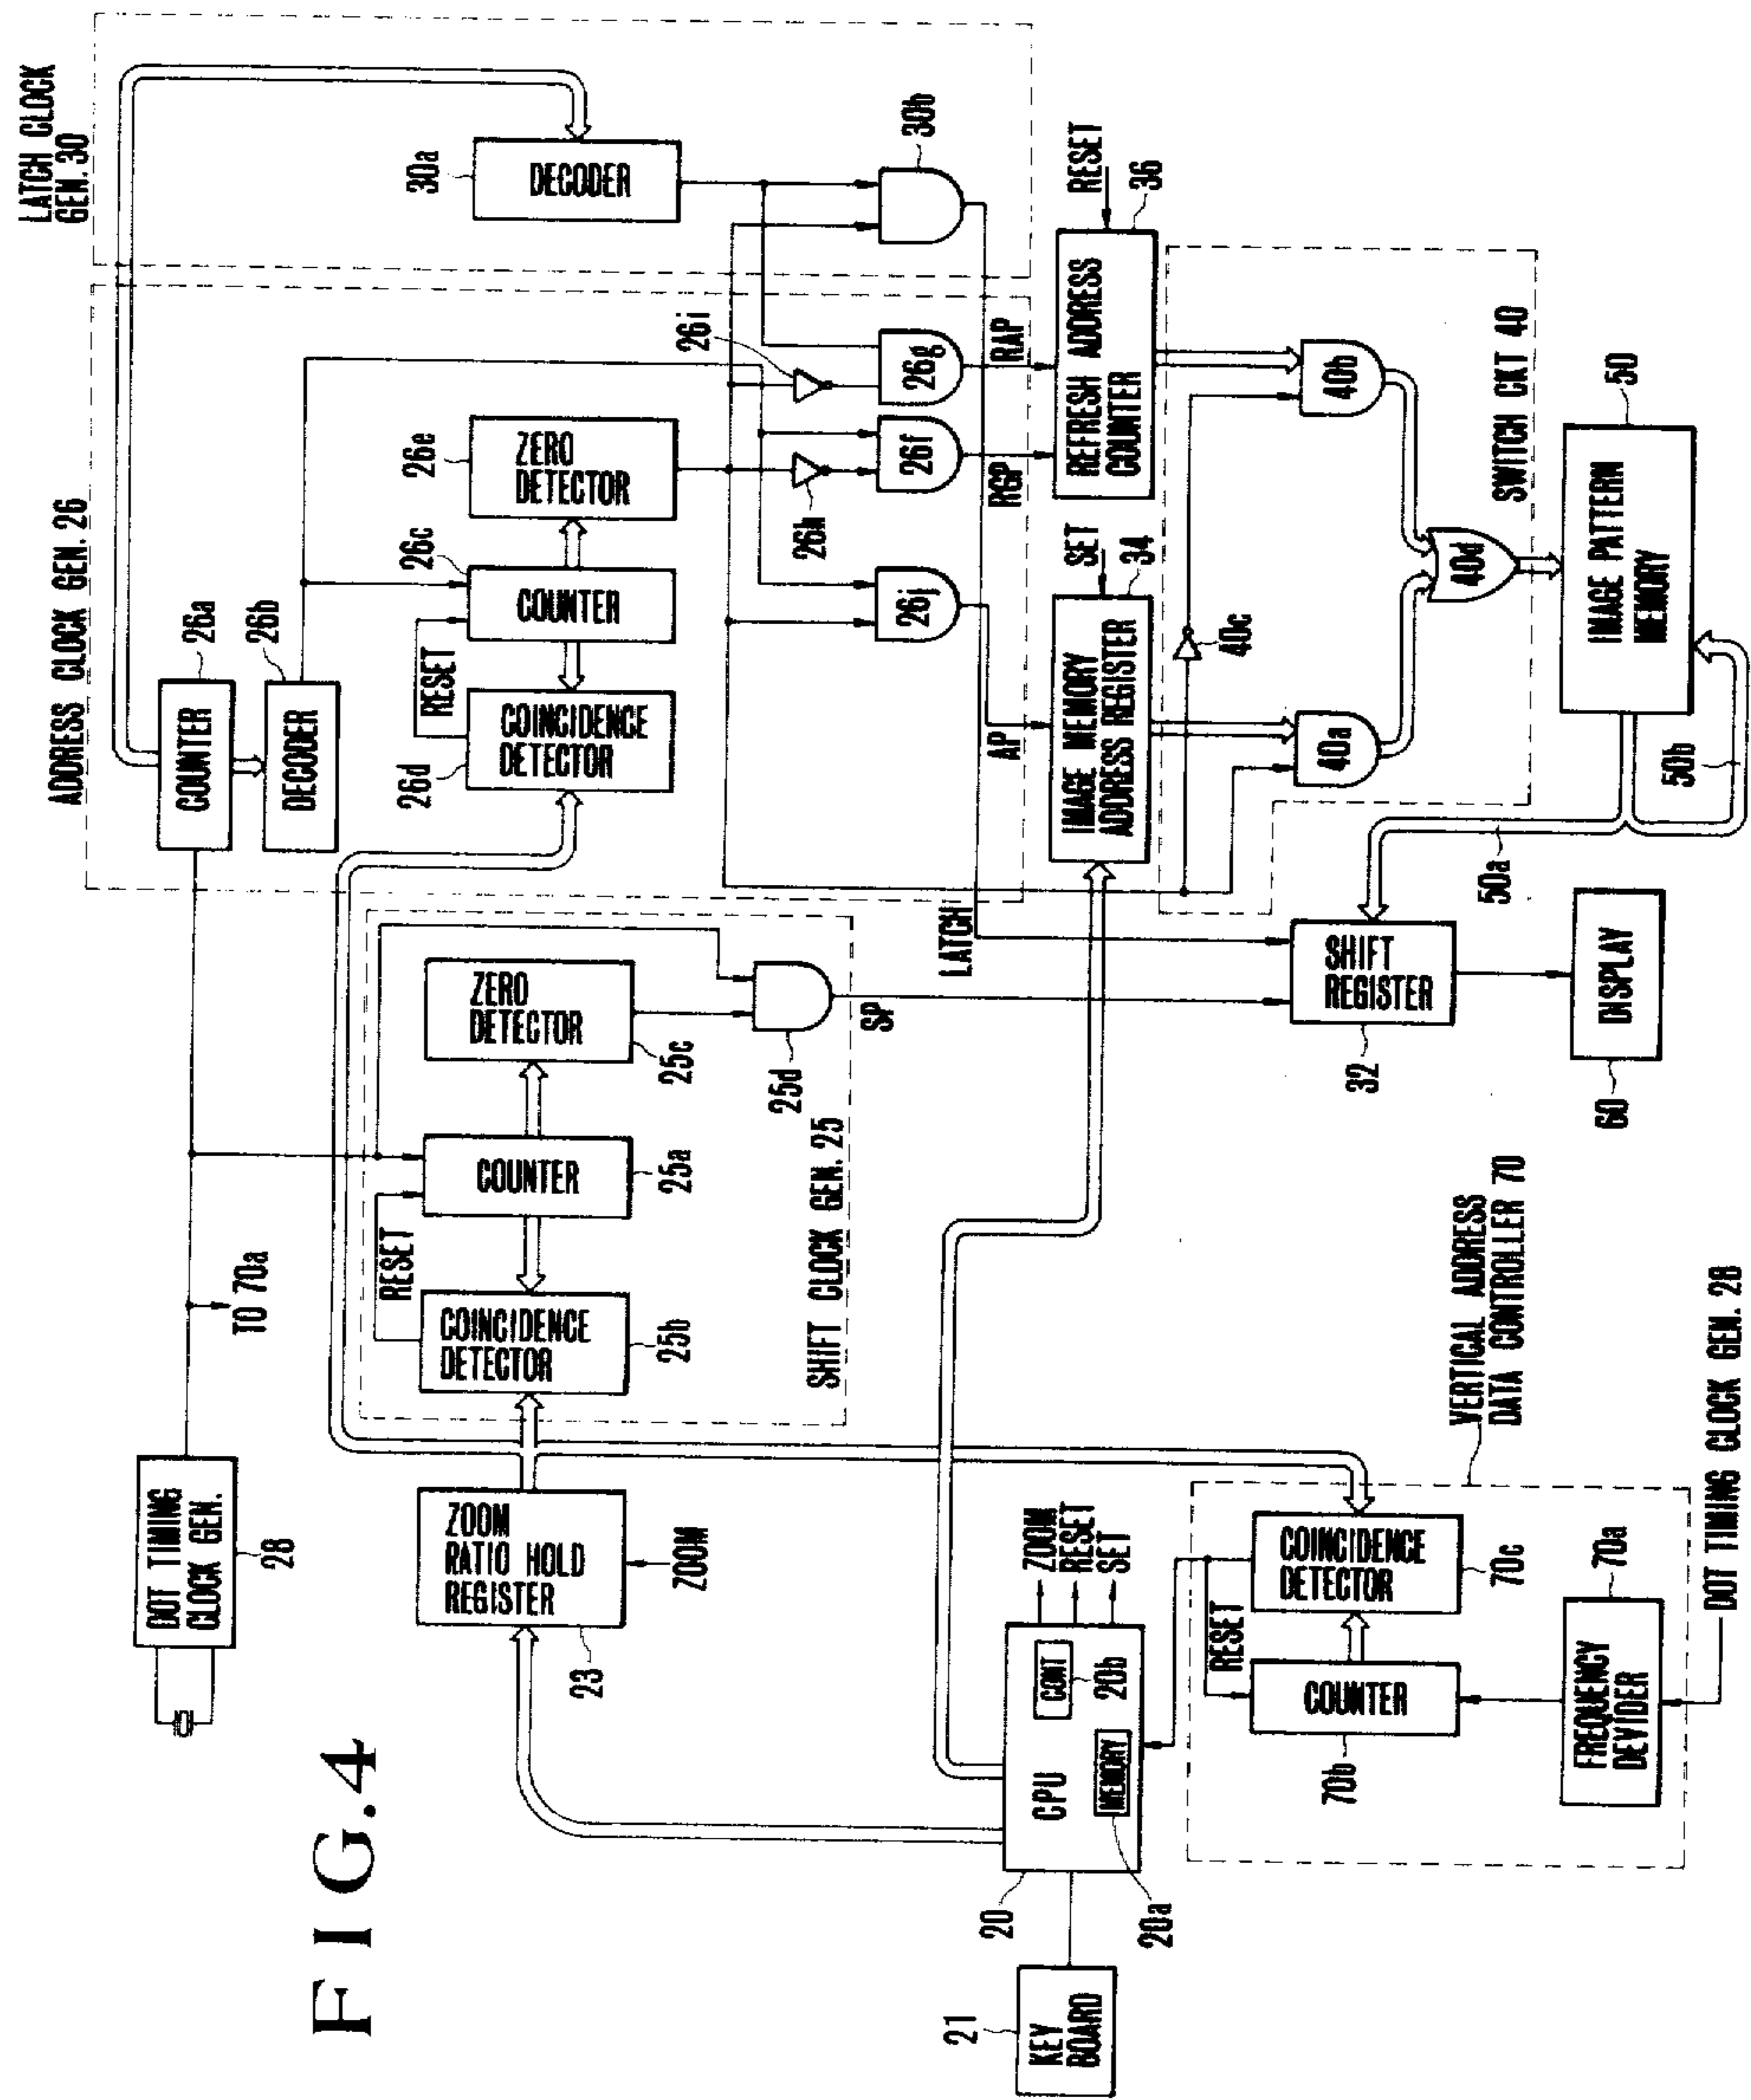 FIG.4
LATCH CLOCK
GEN. 30
ADDRESS CLOCK GEN. 26
30a
DECODER
30b
COUNTER
26a
DECODER
26b
26c
COUNTER
RESET
COINCIDENCE
DETECTOR
26d
26e
ZERO
DETECTOR
26i
26h
26g
26f
26j
RAP
RGP
AP
LATCH
RESET
36
REFRESH ADDRESS
COUNTER
SET
34
IMAGE MEMORY
ADDRESS REGISTER
SWITCH CKT 40
40b
40c
40a
40d
50
IMAGE PATTERN
MEMORY
50b
50a
DOT TIMING
CLOCK GEN.
28
TO 70a
ZOOM
RATIO HOLD
REGISTER
23
ZOOM
SHIFT CLOCK GEN. 25
RESET
COINCIDENCE
DETECTOR
25b
COUNTER
25a
ZERO
DETECTOR
25c
25d
SP
SHIFT
REGISTER
32
DISPLAY
60
KEY
BOARD
21
CPU
20
CONT
20b
MEMORY
20a
ZOOM
RESET
SET
VERTICAL ADDRESS
DATA CONTROLLER 70
RESET
COINCIDENCE
DETECTOR
70c
COUNTER
70b
FREQUENCY
DEVIDER
70a
DOT TIMING CLOCK GEN. 28